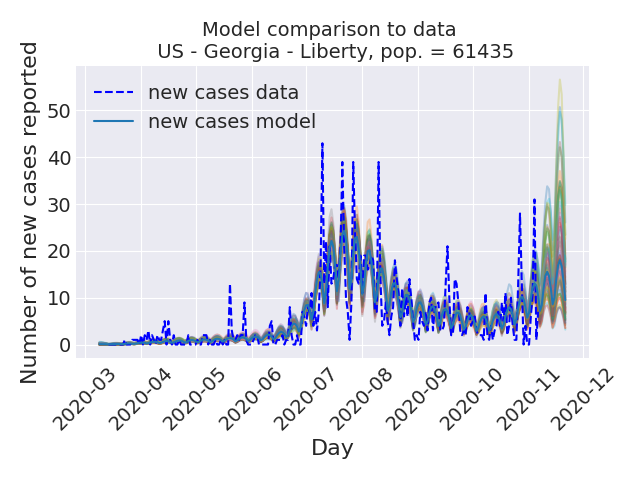 Model comparison to data
US - Georgia - Liberty, pop. = 61435
new cases data
new cases model
Number of new cases reported
50
40
30
20
10
0
2020-03
2020-04
2020-05
2020-06
2020-07
2020-08
2020-09
2020-10
2020-11
2020-12
Day